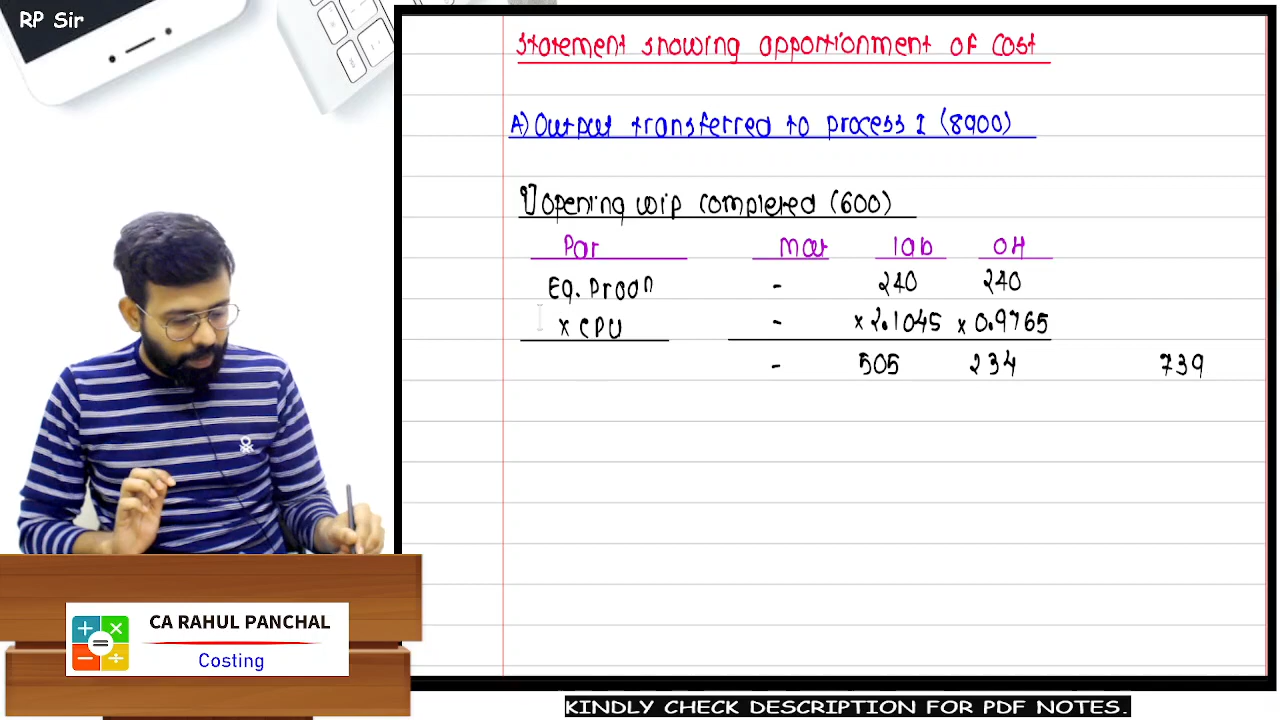 RP Sir
Statement showing apportionment of cost
A) Output transferred to process I (8900)
1) opening wip completed (600)
Par Mat lab OH
Eq. Prodn - 240 240
x CPU - x 2.1045 x 0.9765
- 505 234 739
CA RAHUL PANCHAL
Costing
KINDLY CHECK DESCRIPTION FOR PDF NOTES.